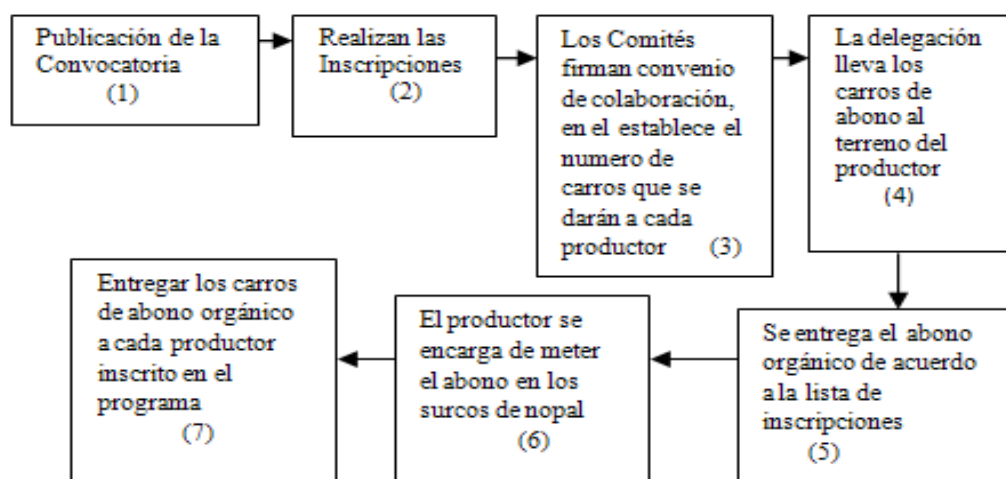 Publicación de la
Convocatoria
(1)
Realizan las
Inscripciones
(2)
Los Comités
firman convenio
de colaboración,
en el establece el
numero de
carros que se
darán a cada
productor (3)
La delegación
lleva los
carros de
abono al
terreno del
productor
(4)
Se entrega el abono
orgánico de acuerdo
a la lista de
inscripciones
(5)
El productor se
encarga de meter
el abono en los
surcos de nopal
(6)
Entregar los carros
de abono orgánico
a cada productor
inscrito en el
programa
(7)